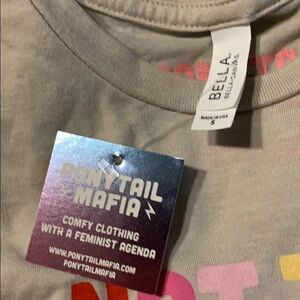 BELLA.
BELLA+CANVAS.
MADE IN USA
S
PONYTAIL
MAFIA
COMFY CLOTHING
WITH A FEMINIST AGENDA
WWW.PONYTAILMAFIA.COM
PONYTAILMAFIA